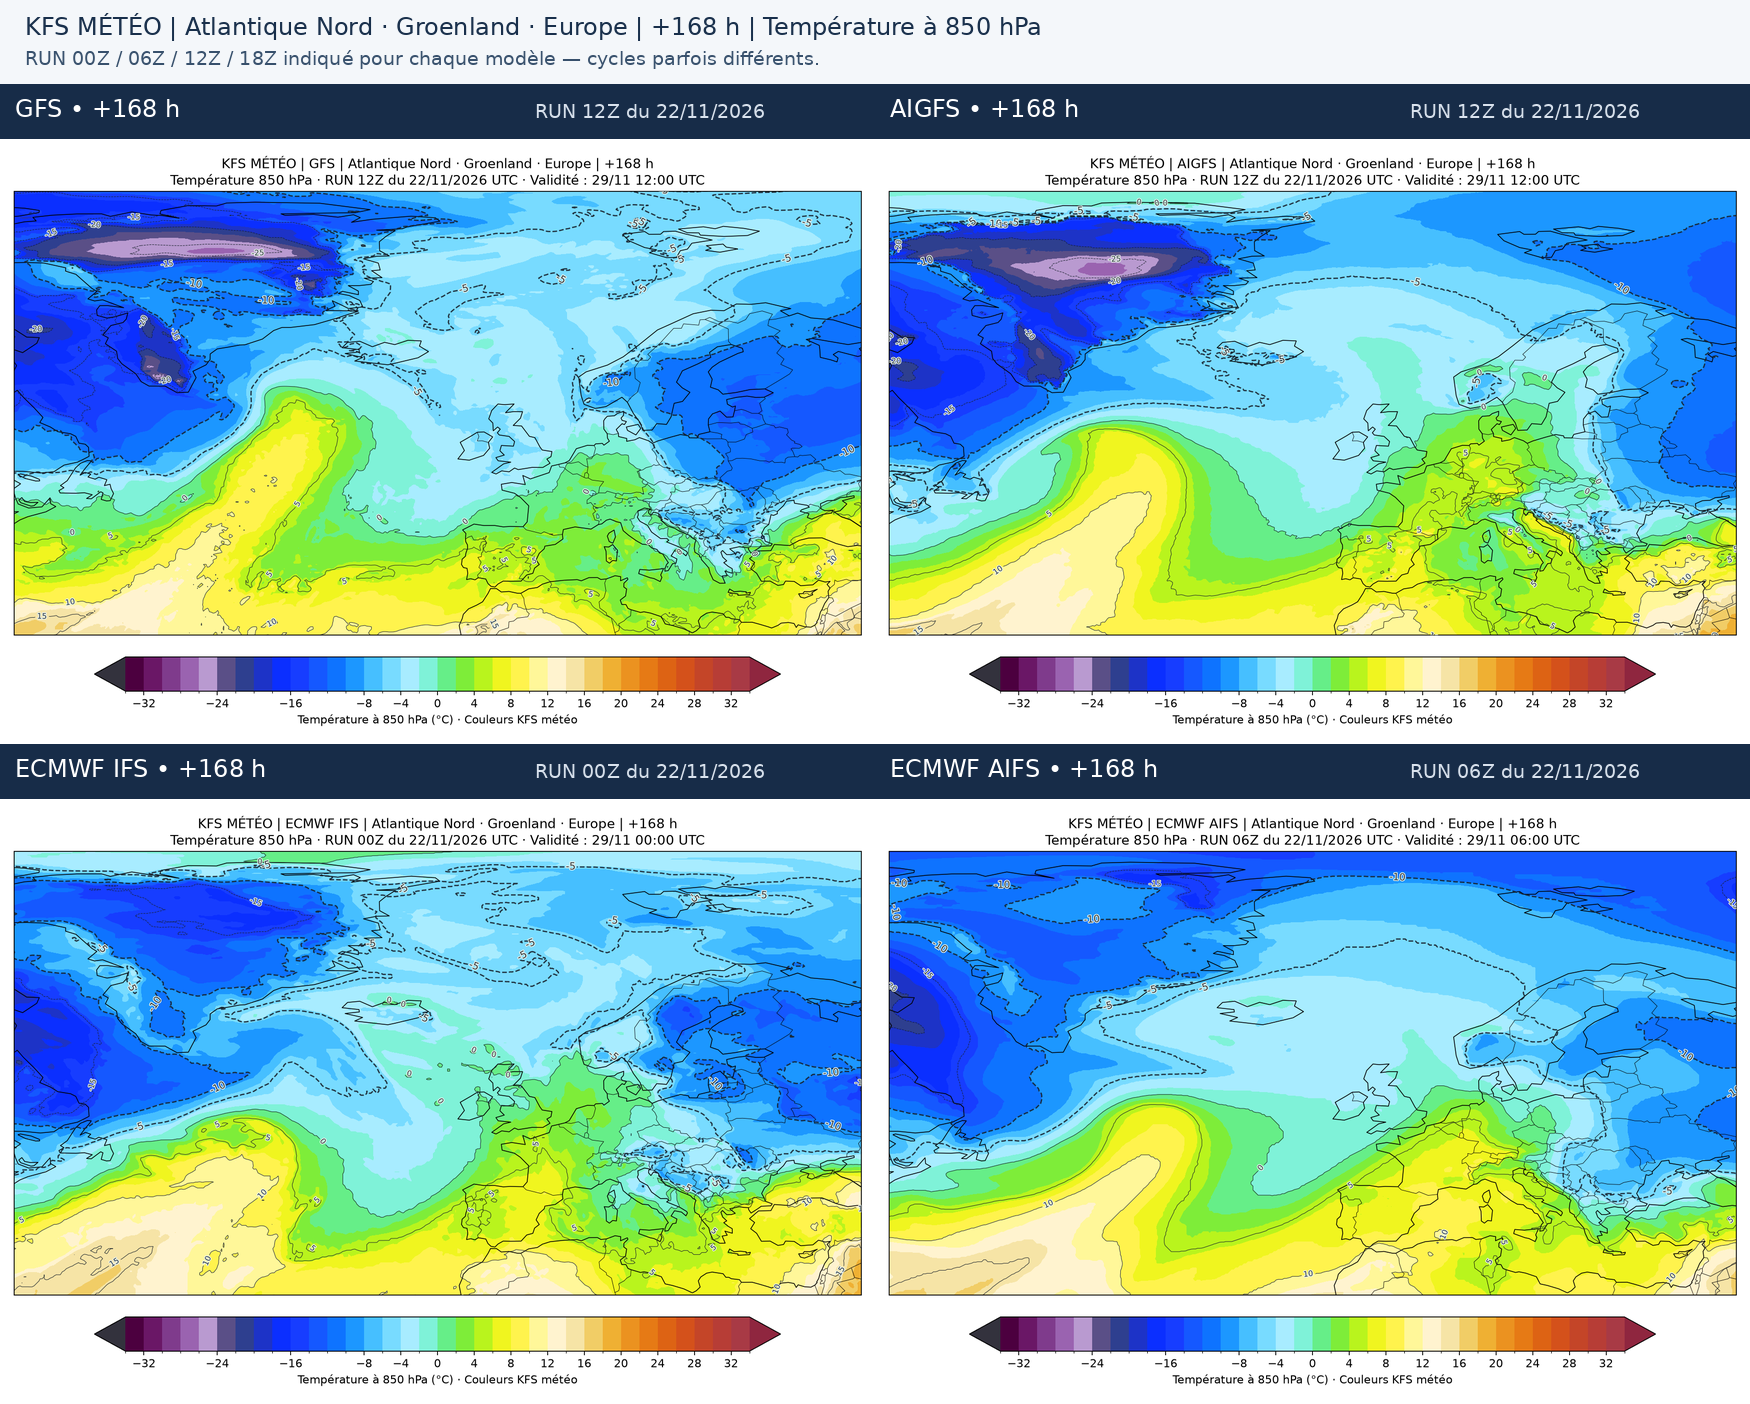 KFS MÉTÉO | Atlantique Nord · Groenland · Europe | +168 h | Température à 850 hPa
RUN 00Z / 06Z / 12Z / 18Z indiqué pour chaque modèle — cycles parfois différents.
GFS • +168 h
RUN 12Z du 22/11/2026
AIGFS • +168 h
RUN 12Z du 22/11/2026
KFS MÉTÉO | GFS | Atlantique Nord · Groenland · Europe | +168 h
Température 850 hPa · RUN 12Z du 22/11/2026 UTC · Validité : 29/11 12:00 UTC
KFS MÉTÉO | AIGFS | Atlantique Nord · Groenland · Europe | +168 h
Température 850 hPa · RUN 12Z du 22/11/2026 UTC · Validité : 29/11 12:00 UTC
−32 −24 −16 −8 −4 0 4 8 12 16 20 24 28 32
Température à 850 hPa (°C) · Couleurs KFS météo
−32 −24 −16 −8 −4 0 4 8 12 16 20 24 28 32
Température à 850 hPa (°C) · Couleurs KFS météo
ECMWF IFS • +168 h
RUN 00Z du 22/11/2026
ECMWF AIFS • +168 h
RUN 06Z du 22/11/2026
KFS MÉTÉO | ECMWF IFS | Atlantique Nord · Groenland · Europe | +168 h
Température 850 hPa · RUN 00Z du 22/11/2026 UTC · Validité : 29/11 00:00 UTC
KFS MÉTÉO | ECMWF AIFS | Atlantique Nord · Groenland · Europe | +168 h
Température 850 hPa · RUN 06Z du 22/11/2026 UTC · Validité : 29/11 06:00 UTC
−32 −24 −16 −8 −4 0 4 8 12 16 20 24 28 32
Température à 850 hPa (°C) · Couleurs KFS météo
−32 −24 −16 −8 −4 0 4 8 12 16 20 24 28 32
Température à 850 hPa (°C) · Couleurs KFS météo